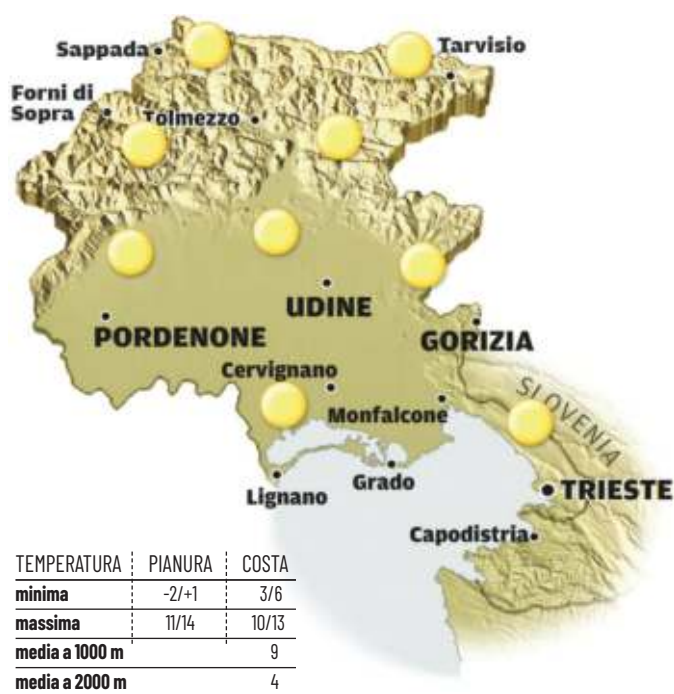 Sappada
Tarvisio
Forni di
Sopra
Tolmezzo
UDINE
PORDENONE
GORIZIA
Cervignano
SLOVENIA
Monfalcone
Grado
Lignano
TRIESTE
Capodistria
TEMPERATURA PIANURA COSTA
minima -2/+1 3/6
massima 11/14 10/13
media a 1000 m 9
media a 2000 m 4